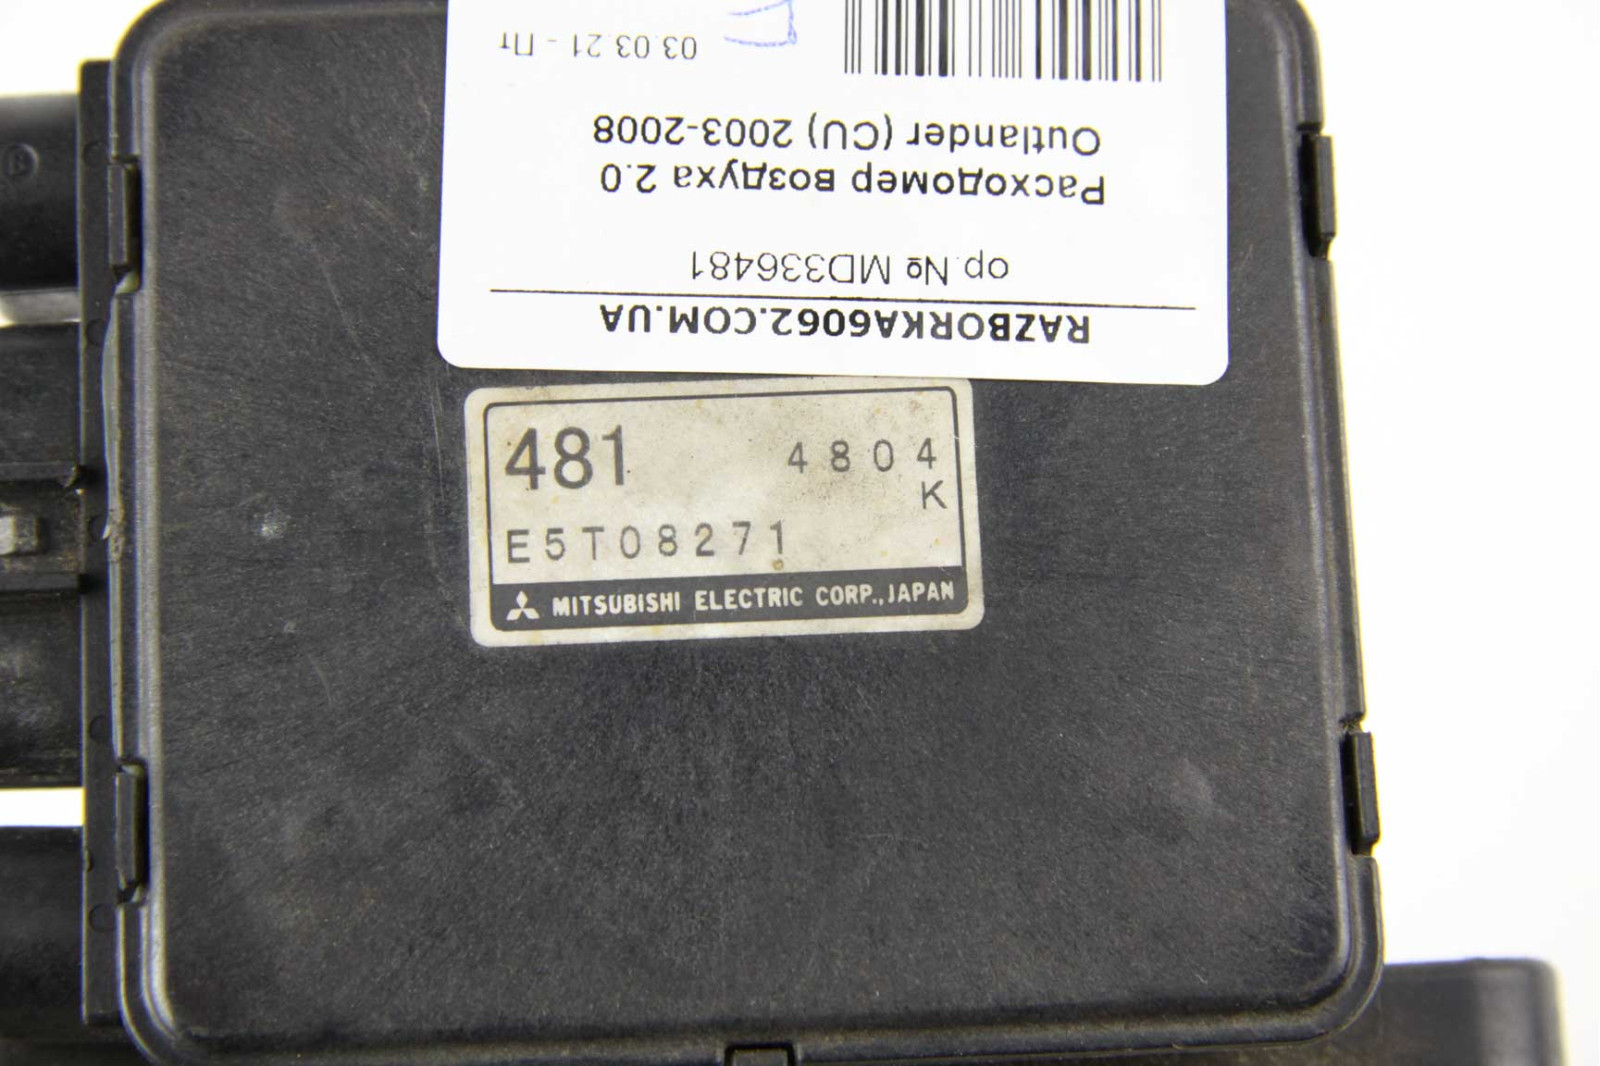 RAZBORKA6062.COM.UA
ор.№ MD336481
Расходомер воздуха 2.0
Outlander (CU) 2003-2008
03.03.21 - Пт
481 4804
K
E5T08271
MITSUBISHI ELECTRIC CORP., JAPAN